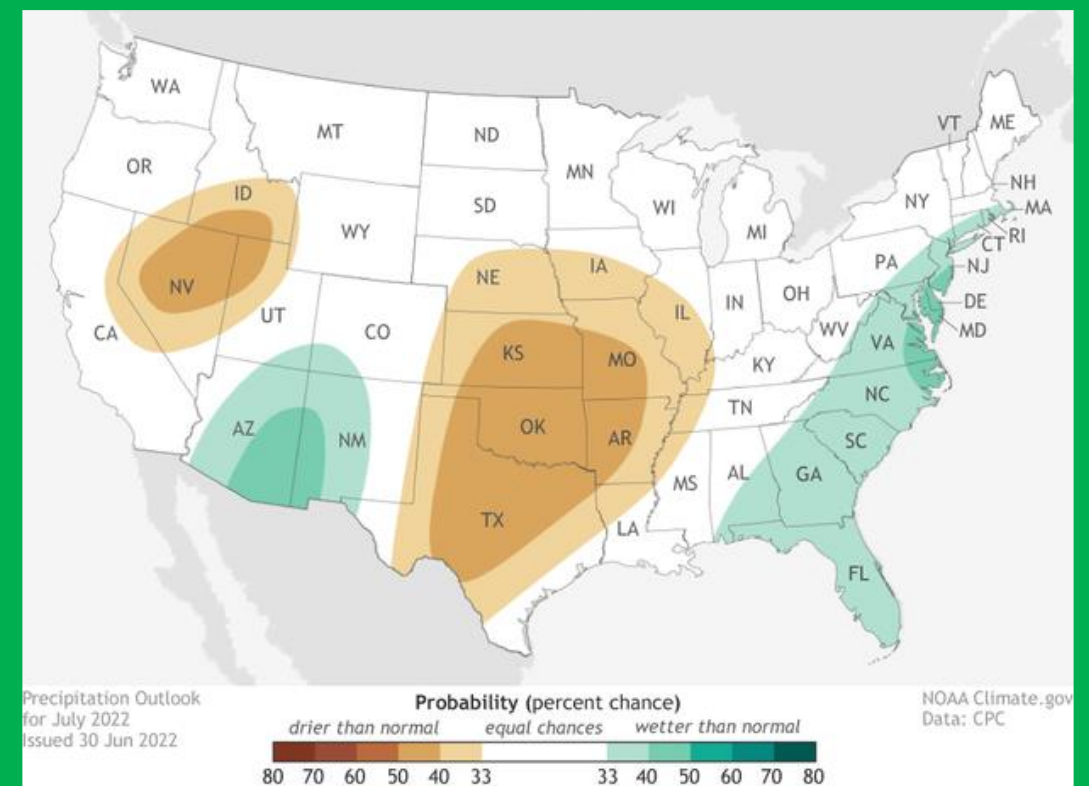 WA
MT
ND
MN
VT
ME
OR
ID
SD
WI
MI
NY
NH
MA
RI
CT
WY
NE
IA
PA
NJ
NV
UT
CO
IL
IN
OH
DE
MD
CA
KS
MO
KY
WV
VA
AZ
NM
OK
AR
TN
NC
SC
TX
MS
AL
GA
LA
FL
Precipitation Outlook
for July 2022
Issued 30 Jun 2022
Probability (percent chance)
drier than normal equal chances wetter than normal
80 70 60 50 40 33 33 40 50 60 70 80
NOAA Climate.gov
Data: CPC